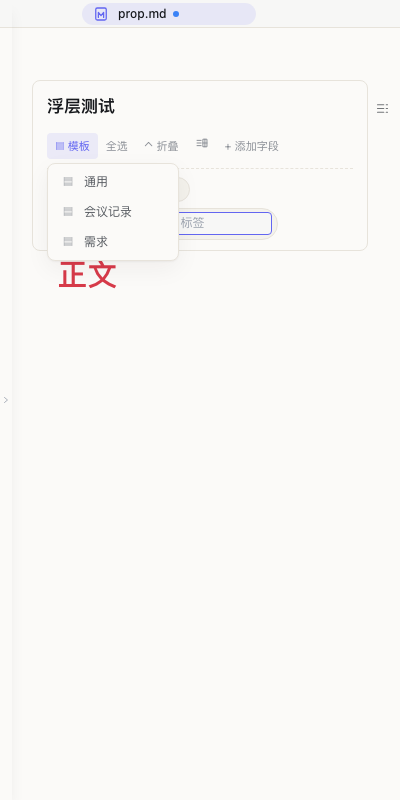 prop.md
浮层测试
模板 全选 折叠 + 添加字段
通用
会议记录
标签
需求
正文